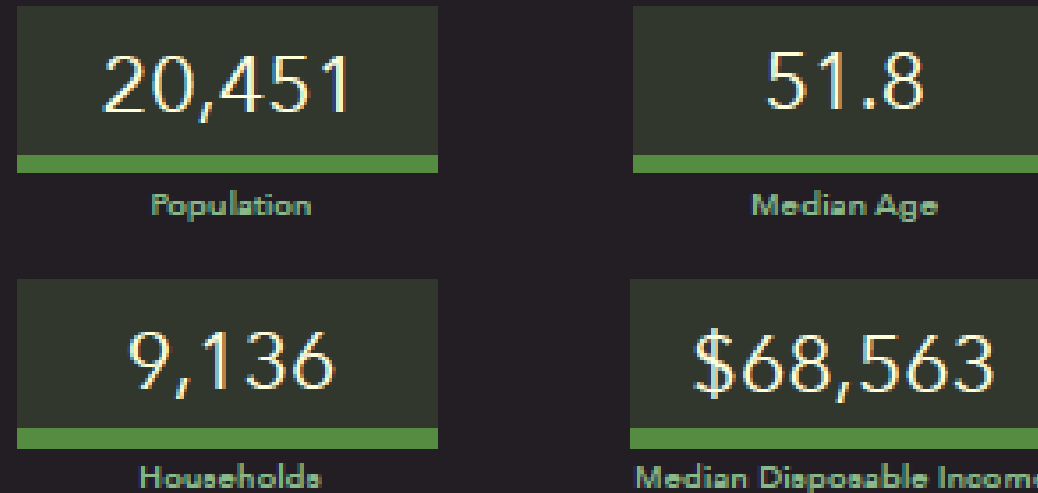 20,451
51.8
Population
Median Age
9,136
$68,563
Households
Median Disposable Income